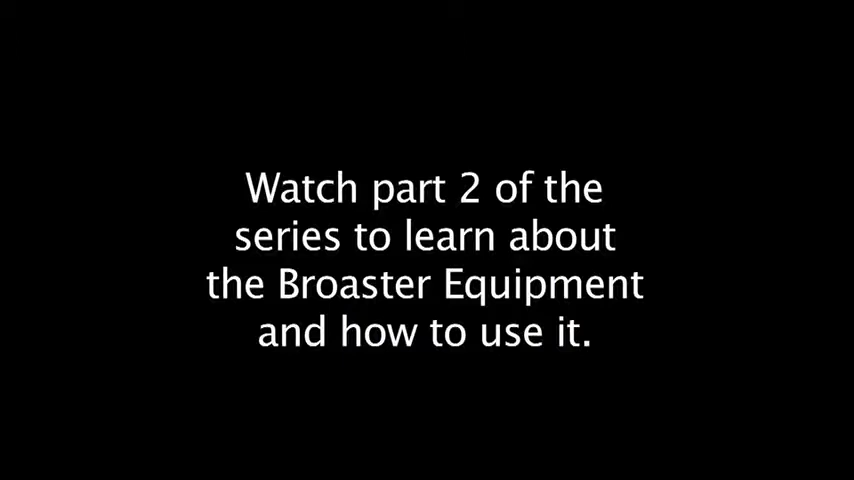 Watch part 2 of the
series to learn about
the Broaster Equipment
and how to use it.